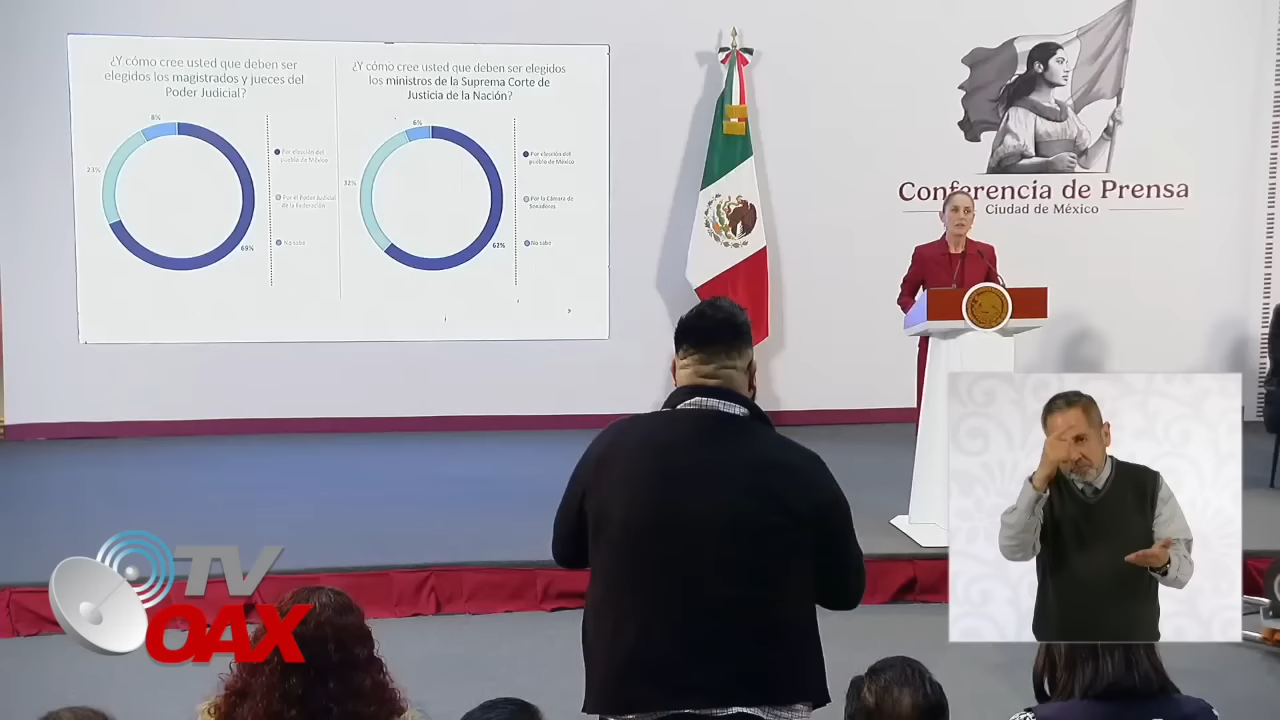 ¿Y cómo cree usted que deben ser
elegidos los magistrados y jueces del
Poder Judicial?
8%
23%
69%
Por elección del
pueblo de México
Por el Poder Judicial
de la Federación
No sabe
¿Y cómo cree usted que deben ser elegidos
los ministros de la Suprema Corte de
Justicia de la Nación?
6%
32%
62%
Por elección del
pueblo de México
Por la Cámara de
Senadores
No sabe
Conferencia de Prensa
Ciudad de México
TV
OAX